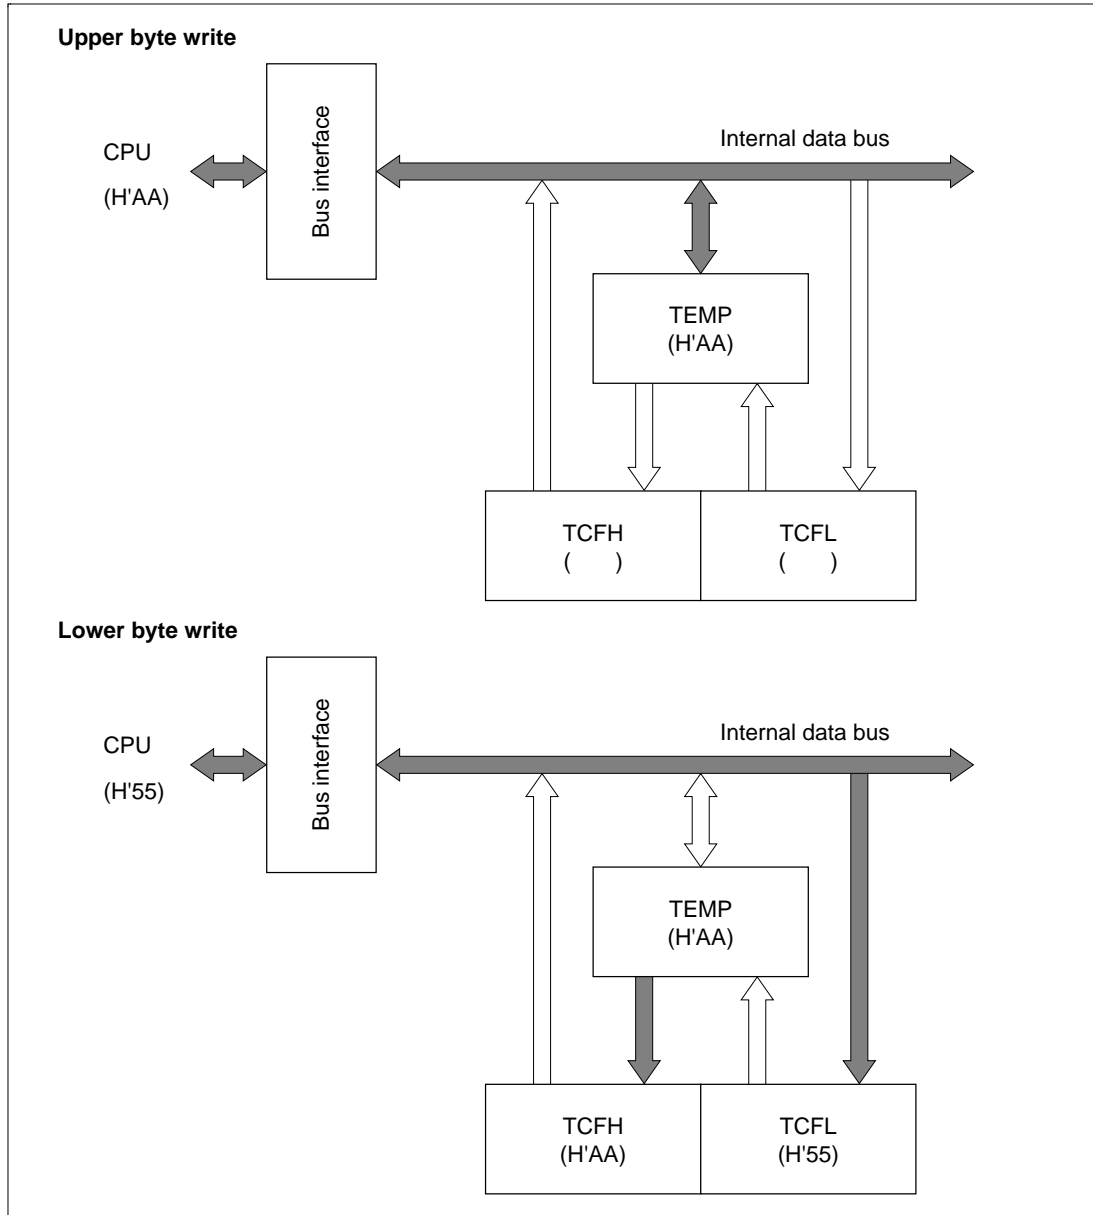 Upper byte write
CPU
(H'AA)
Bus interface
Internal data bus
TEMP
(H'AA)
TCFH
(      )
TCFL
(      )
Lower byte write
CPU
(H'55)
Bus interface
Internal data bus
TEMP
(H'AA)
TCFH
(H'AA)
TCFL
(H'55)